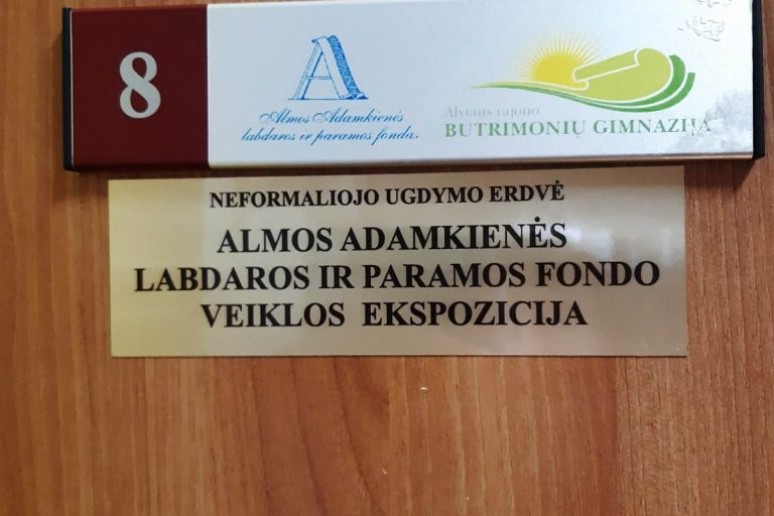 8
A
Almos Adamkienės
labdaros ir paramos fonda.
Alytaus rajono
BUTRIMONIŲ GIMNAZIJA
NEFORMALIOJO UGDYMO ERDVĖ
ALMOS ADAMKIENĖS
LABDAROS IR PARAMOS FONDO
VEIKLOS EKSPOZICIJA